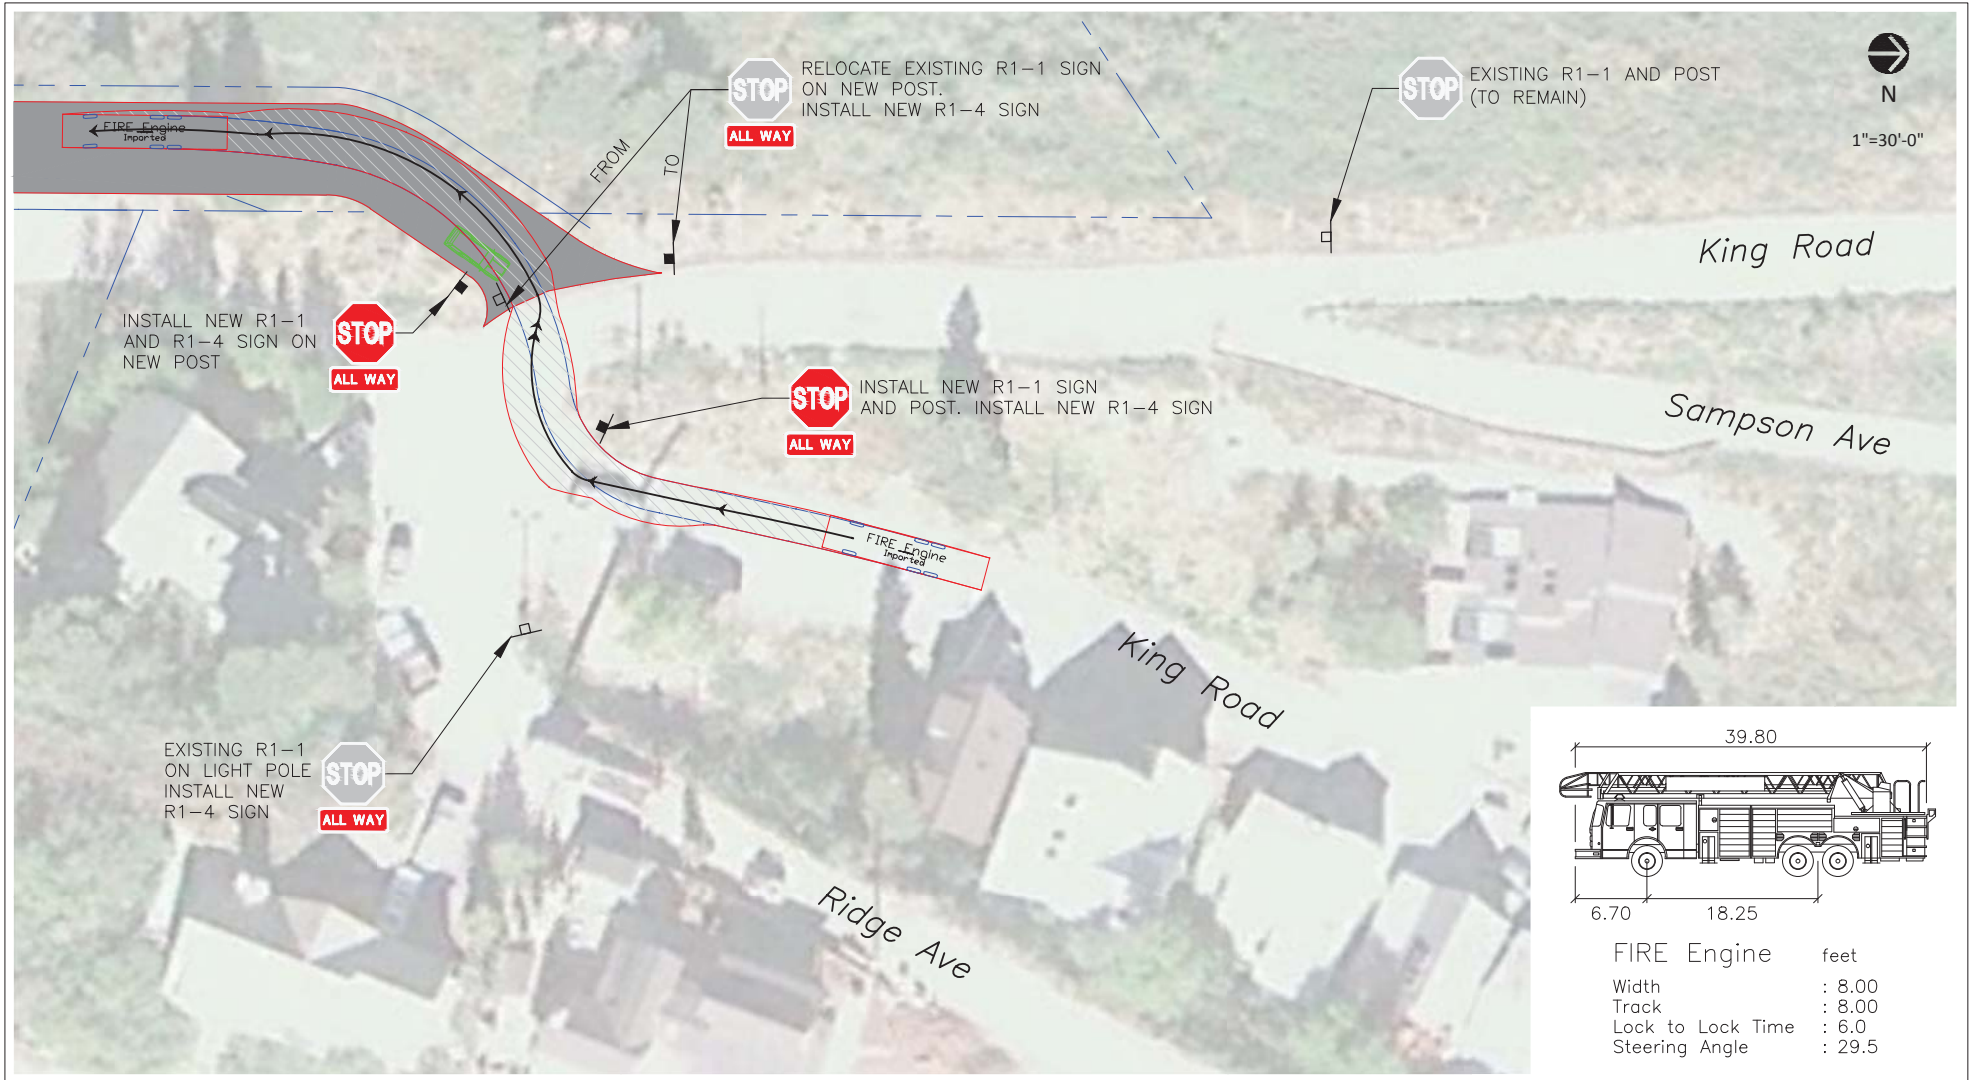 FIRE Engine
Imported
STOP
ALL WAY
RELOCATE EXISTING R1-1 SIGN
ON NEW POST.
INSTALL NEW R1-4 SIGN
FROM
TO
STOP
EXISTING R1-1 AND POST
(TO REMAIN)
N
1"=30'-0"
King Road
INSTALL NEW R1-1
AND R1-4 SIGN ON
NEW POST
STOP
ALL WAY
STOP
ALL WAY
INSTALL NEW R1-1 SIGN
AND POST. INSTALL NEW R1-4 SIGN
Sampson Ave
FIRE Engine
Imported
King Road
EXISTING R1-1
ON LIGHT POLE
INSTALL NEW
R1-4 SIGN
STOP
ALL WAY
Ridge Ave
39.80
6.70
18.25
FIRE Engine feet
Width : 8.00
Track : 8.00
Lock to Lock Time : 6.0
Steering Angle : 29.5